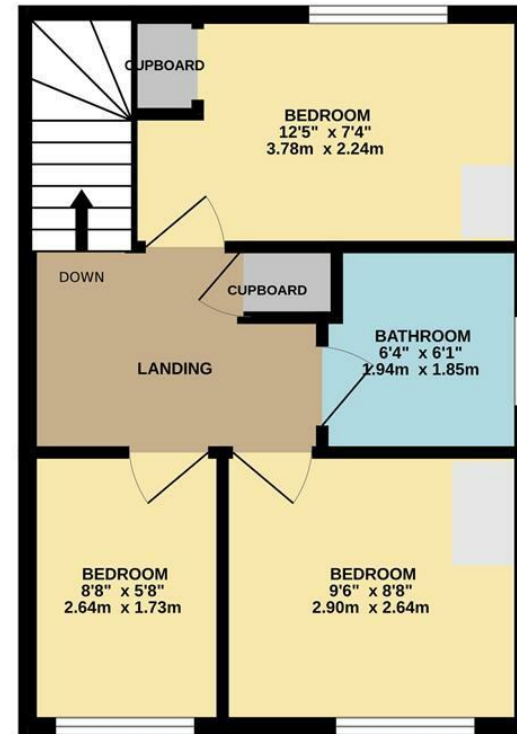 CUPBOARD
BEDROOM
12'5" x 7'4"
3.78m x 2.24m
DOWN
CUPBOARD
LANDING
BATHROOM
6'4" x 6'1"
1.94m x 1.85m
BEDROOM
8'8" x 5'8"
2.64m x 1.73m
BEDROOM
9'6" x 8'8"
2.90m x 2.64m